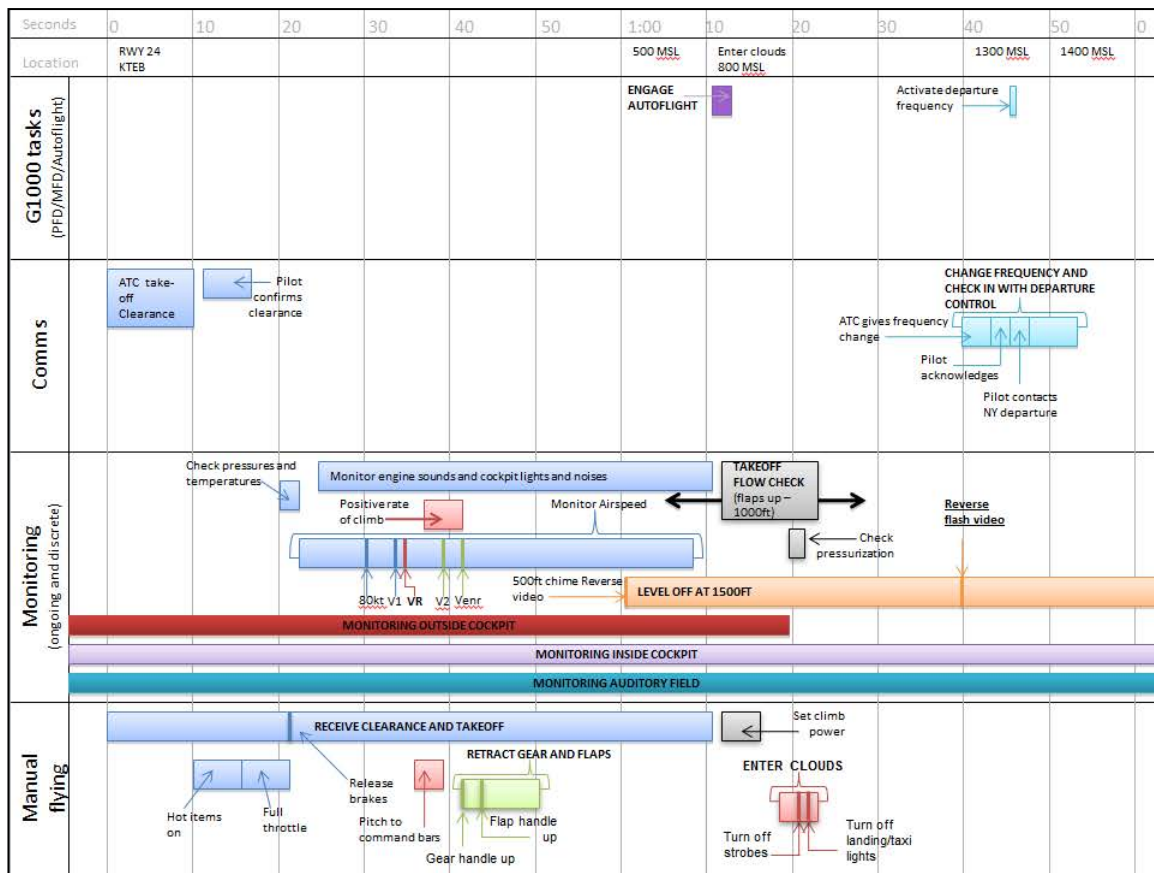 Seconds 0 10 20 30 40 50 1:00 10 20 30 40 50 0
Location
RWY 24
KTEB
500 MSL
Enter clouds
800 MSL
1300 MSL
1400 MSL
G1000 tasks
(PFD/MFD/Autoflight)
ENGAGE
AUTOFLIGHT
Activate departure
frequency
Comms
ATC take-
off
Clearance
Pilot
confirms
clearance
CHANGE FREQUENCY AND
CHECK IN WITH DEPARTURE
CONTROL
ATC gives frequency
change
Pilot
acknowledges
Pilot contacts
NY departure
Monitoring
(ongoing and discrete)
Check pressures and
temperatures
Monitor engine sounds and cockpit lights and noises
TAKEOFF
FLOW CHECK
(flaps up –
1000ft)
Positive rate
of climb
Monitor Airspeed
Reverse
flash video
Check
pressurization
80kt V1 VR V2 Venr
500ft chime Reverse
video
LEVEL OFF AT 1500FT
MONITORING OUTSIDE COCKPIT
MONITORING INSIDE COCKPIT
MONITORING AUDITORY FIELD
Manual
flying
RECEIVE CLEARANCE AND TAKEOFF
Set climb
power
RETRACT GEAR AND FLAPS
ENTER CLOUDS
Hot items
on
Full
throttle
Release
brakes
Pitch to
command bars
Flap handle
up
Gear handle up
Turn off
strobes
Turn off
landing/taxi
lights